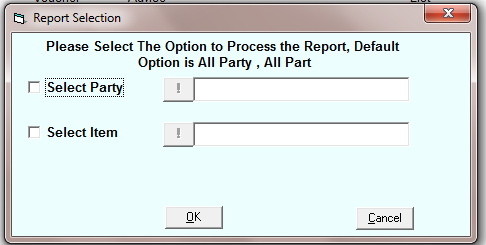 Report Selection
Please Select The Option to Process the Report, Default
Option is All Party , All Part
Select Party !
Select Item !
OK Cancel